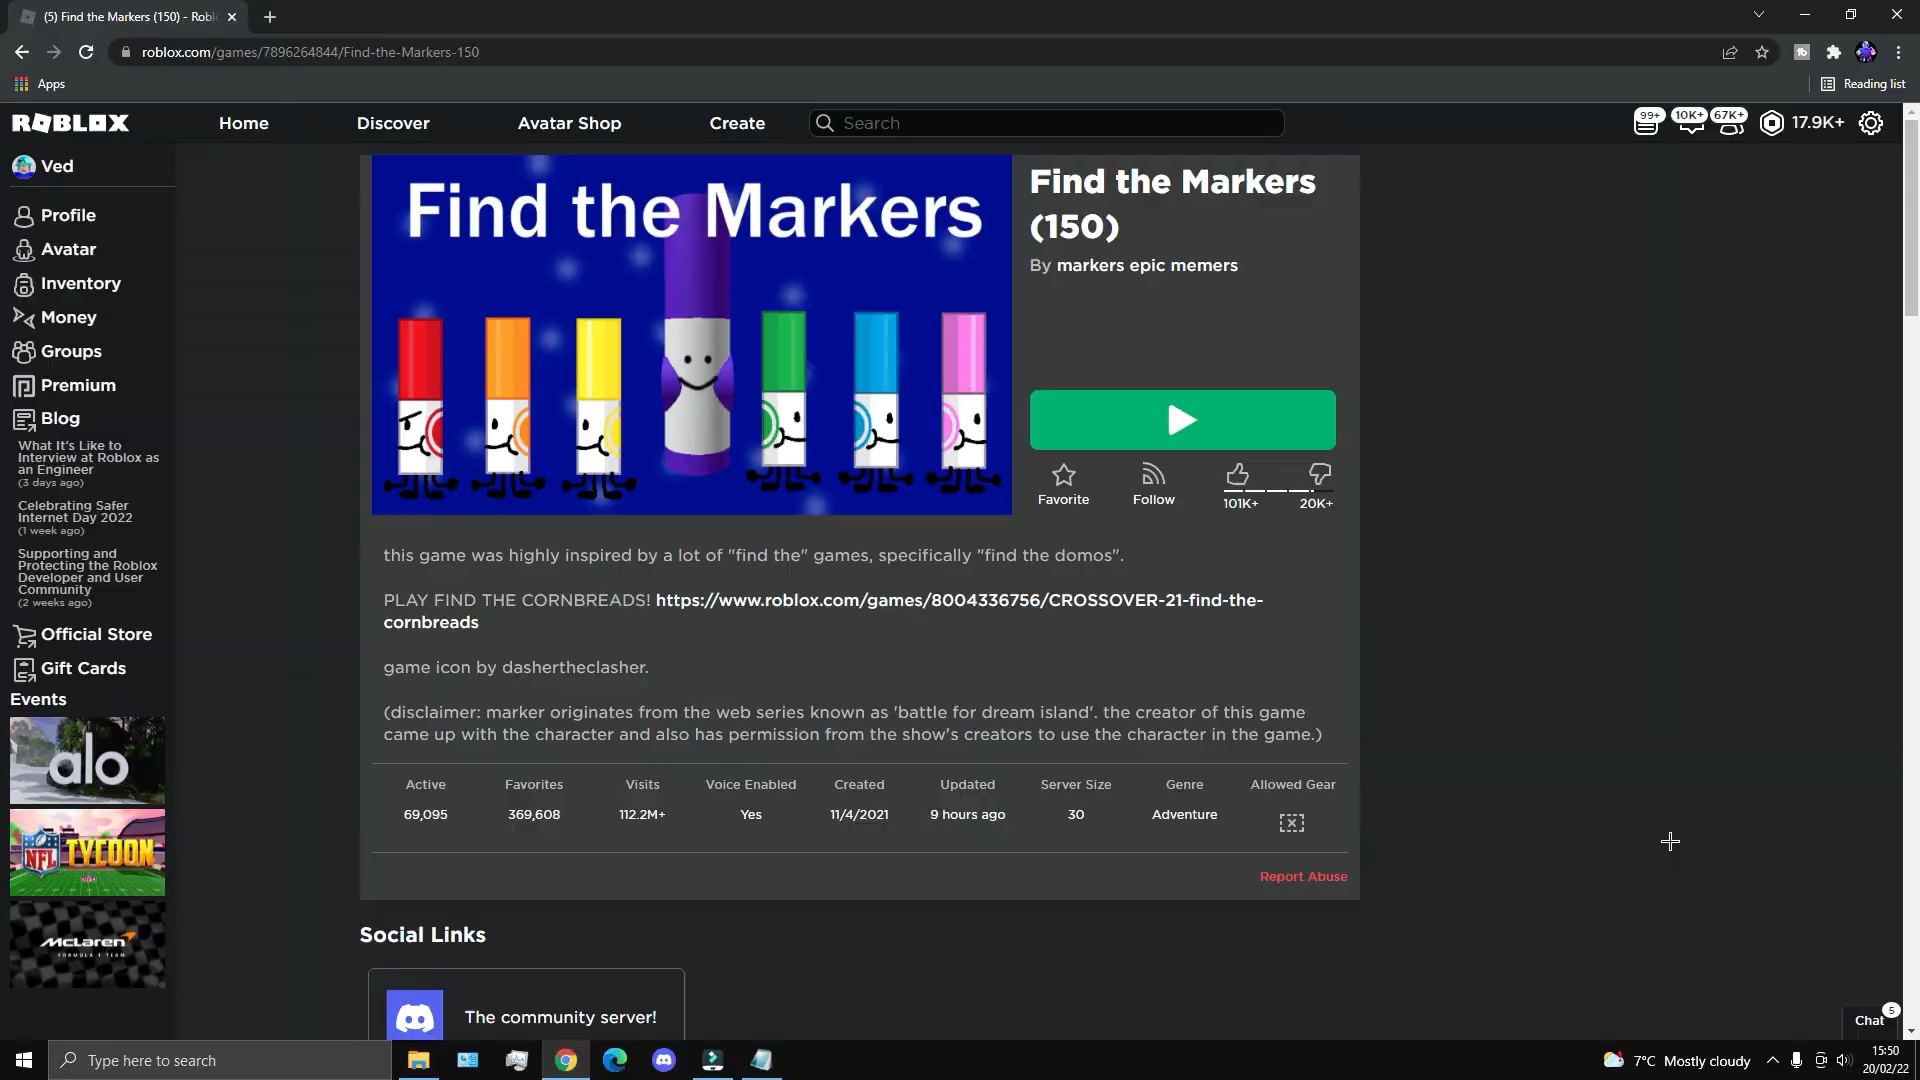 (5) Find the Markers (150) - Robl
roblox.com/games/7896264844/Find-the-Markers-150
Apps
Reading list
ROBLOX
Home
Discover
Avatar Shop
Create
Search
99+
10K+
67K+
17.9K+
Ved
Profile
Avatar
Inventory
Money
Groups
Premium
Blog
What It's Like to
Interview at Roblox as
an Engineer
(3 days ago)
Celebrating Safer
Internet Day 2022
(1 week ago)
Supporting and
Protecting the Roblox
Developer and User
Community
(2 weeks ago)
Official Store
Gift Cards
Events
alo
NFL TYCOON
McLaren
FORMULA 1 TEAM
Find the Markers
Find the Markers
(150)
By markers epic memers
Favorite
Follow
101K+
20K+
this game was highly inspired by a lot of "find the" games, specifically "find the domos".
PLAY FIND THE CORNBREADS! https://www.roblox.com/games/8004336756/CROSSOVER-21-find-the-
cornbreads
game icon by dashertheclasher.
(disclaimer: marker originates from the web series known as 'battle for dream island'. the creator of this game
came up with the character and also has permission from the show's creators to use the character in the game.)
Active
Favorites
Visits
Voice Enabled
Created
Updated
Server Size
Genre
Allowed Gear
69,095
369,608
112.2M+
Yes
11/4/2021
9 hours ago
30
Adventure
Report Abuse
Social Links
The community server!
Chat
5
Type here to search
7°C Mostly cloudy
15:50
20/02/22